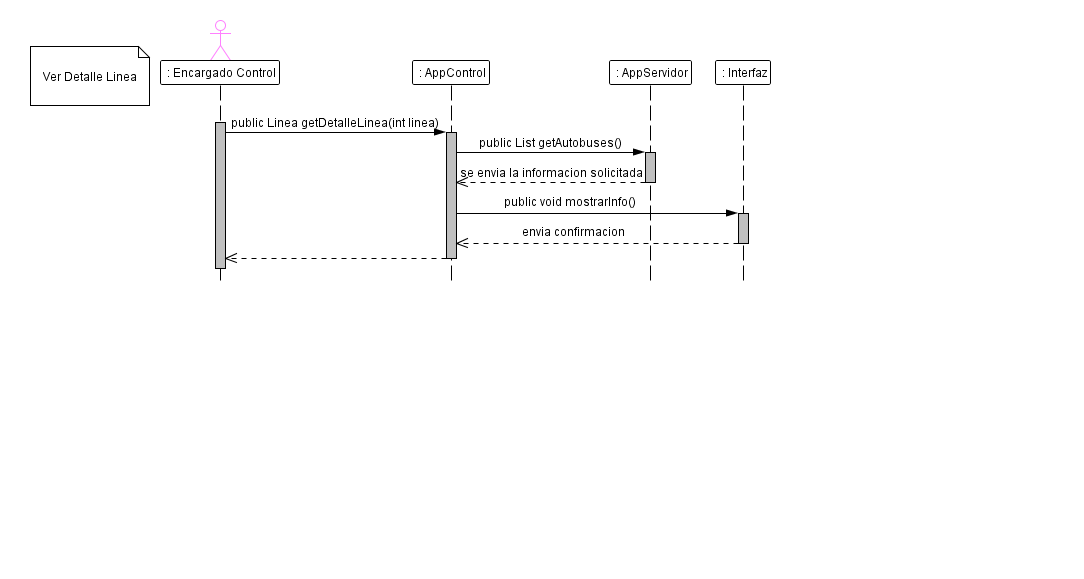 Ver Detalle Linea
: Encargado Control
: AppControl
: AppServidor
: Interfaz
public Linea getDetalleLinea(int linea)
public List getAutobuses()
se envia la informacion solicitada
public void mostrarInfo()
envia confirmacion